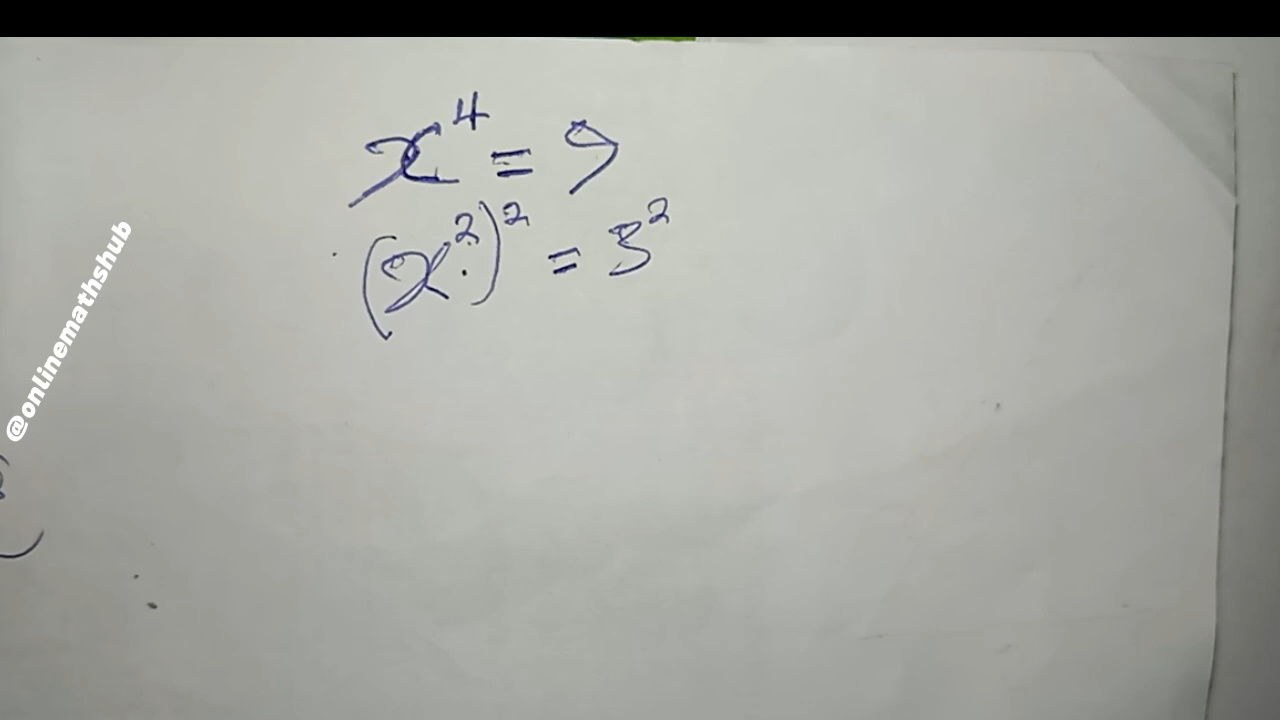 x⁴ = 9
(x²)² = 3²
@onlinemathshub